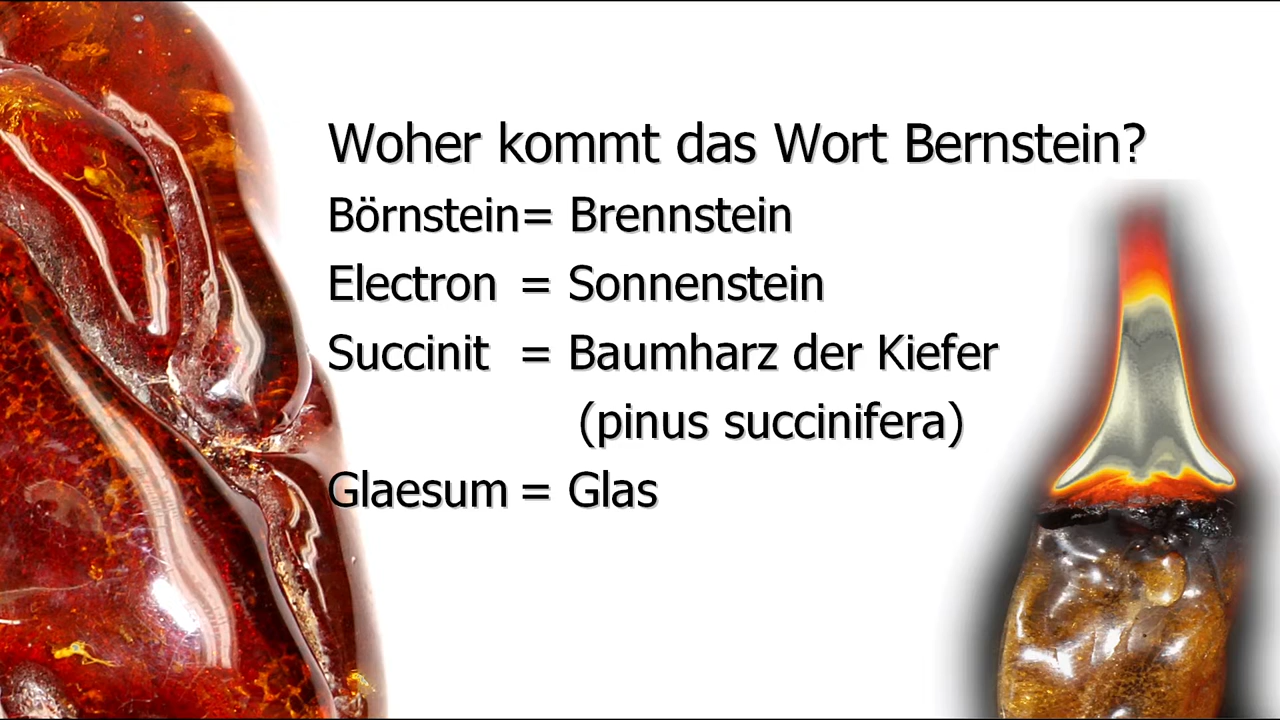 Woher kommt das Wort Bernstein?
Börnstein= Brennstein
Electron = Sonnenstein
Succinit = Baumharz der Kiefer
(pinus succinifera)
Glaesum = Glas